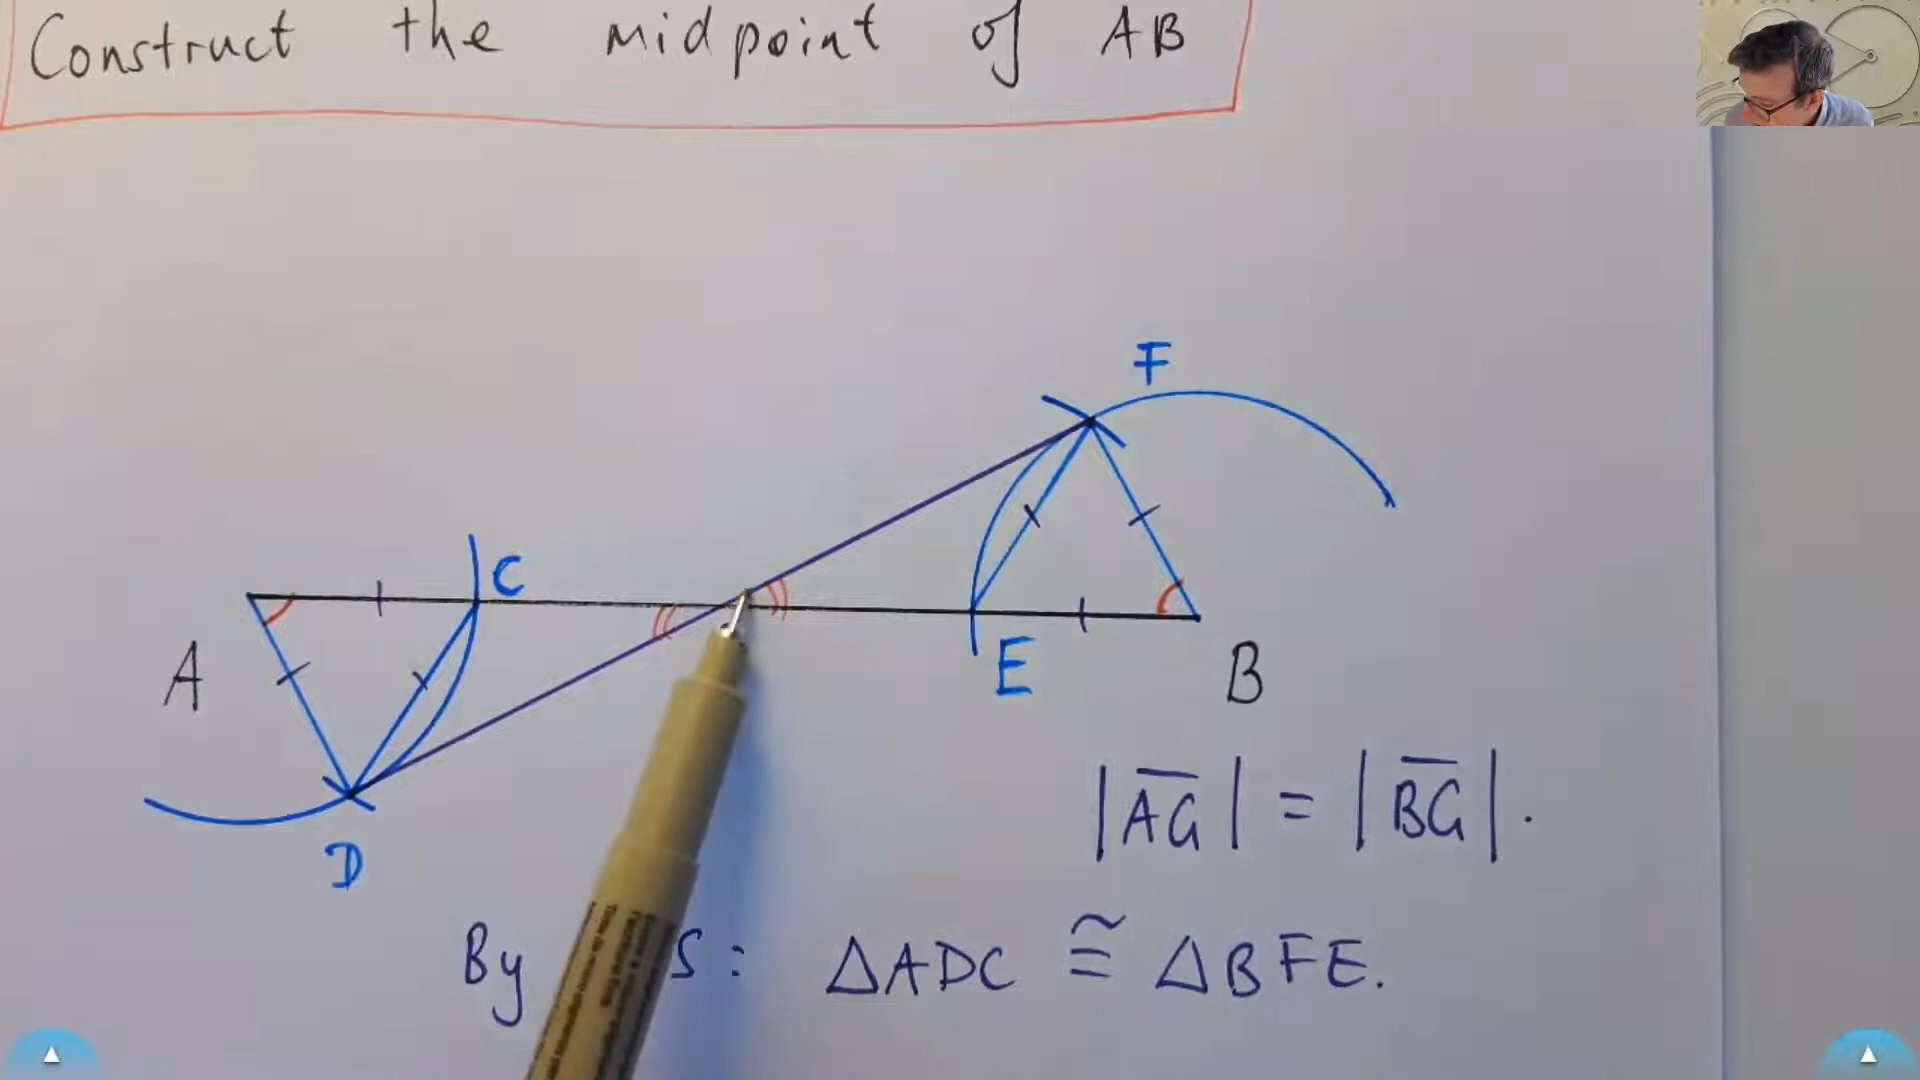 Construct the midpoint of AB
F
C
A
E
B
D
|AG| = |BG|.
By S: ΔADC ≅ ΔBFE.